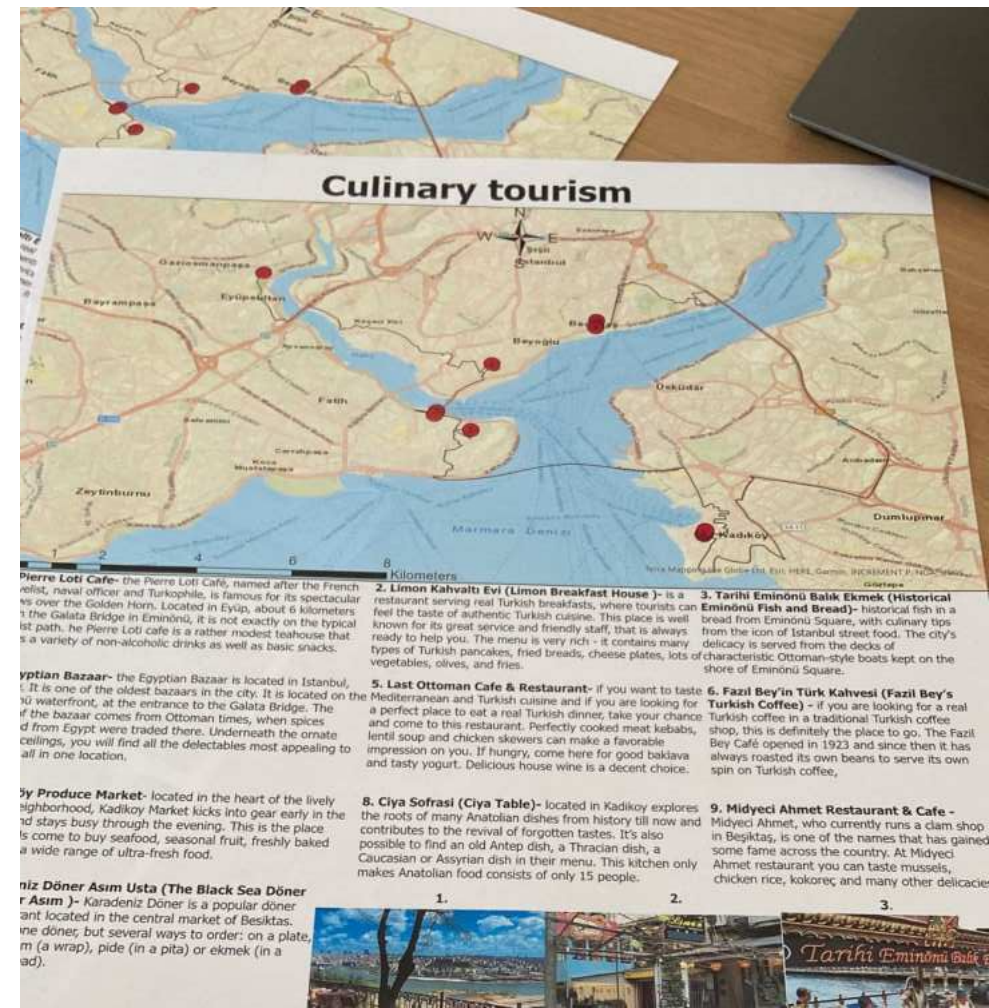 Culinary tourism
N
W E
Şişli
Istanbul
Gaziosmanpaşa
Eyüpsultan
Bayrampaşa
Beyoğlu
Üsküdar
Fatih
Cerrahpaşa
Koca
Mustafapaşa
Zeytinburnu
Marmara Denizi
Kadıköy
Dumlupınar
Göztepe
1 2 4 6 8
Kilometers
Pierre Loti Cafe- the Pierre Loti Café, named after the French
velist, naval officer and Turkophile, is famous for its spectacular
ws over the Golden Horn. Located in Eyüp, about 6 kilometers
the Galata Bridge in Eminönü, it is not exactly on the typical
ist path. he Pierre Loti cafe is a rather modest teahouse that
s a variety of non-alcoholic drinks as well as basic snacks.
2. Limon Kahvaltı Evi (Limon Breakfast House )- is a
restaurant serving real Turkish breakfasts, where tourists can
feel the taste of authentic Turkish cuisine. This place is well
known for its great service and friendly staff, that is always
ready to help you. The menu is very rich - it contains many
types of Turkish pancakes, fried breads, cheese plates, lots of
vegetables, olives, and fries.
3. Tarihi Eminönü Balık Ekmek (Historical
Eminönü Fish and Bread)- historical fish in a
bread from Eminönü Square, with culinary tips
from the icon of Istanbul street food. The city's
delicacy is served from the decks of
characteristic Ottoman-style boats kept on the
shore of Eminönü Square.
yptian Bazaar- the Egyptian Bazaar is located in Istanbul,
. It is one of the oldest bazaars in the city. It is located on the
nü waterfront, at the entrance to the Galata Bridge. The
of the bazaar comes from Ottoman times, when spices
d from Egypt were traded there. Underneath the ornate
ceilings, you will find all the delectables most appealing to
all in one location.
5. Last Ottoman Cafe & Restaurant- if you want to taste
Mediterranean and Turkish cuisine and if you are looking for
a perfect place to eat a real Turkish dinner, take your chance
and come to this restaurant. Perfectly cooked meat kebabs,
lentil soup and chicken skewers can make a favorable
impression on you. If hungry, come here for good baklava
and tasty yogurt. Delicious house wine is a decent choice.
6. Fazıl Bey'in Türk Kahvesi (Fazil Bey's
Turkish Coffee) - if you are looking for a real
Turkish coffee in a traditional Turkish coffee
shop, this is definitely the place to go. The Fazil
Bey Café opened in 1923 and since then it has
always roasted its own beans to serve its own
spin on Turkish coffee,
öy Produce Market- located in the heart of the lively
eighborhood, Kadikoy Market kicks into gear early in the
nd stays busy through the evening. This is the place
ls come to buy seafood, seasonal fruit, freshly baked
a wide range of ultra-fresh food.
8. Ciya Sofrasi (Ciya Table)- located in Kadikoy explores
the roots of many Anatolian dishes from history till now and
contributes to the revival of forgotten tastes. It's also
possible to find an old Antep dish, a Thracian dish, a
Caucasian or Assyrian dish in their menu. This kitchen only
makes Anatolian food consists of only 15 people.
9. Midyeci Ahmet Restaurant & Cafe -
Midyeci Ahmet, who currently runs a clam shop
in Beşiktaş, is one of the names that has gained
some fame across the country. At Midyeci
Ahmet restaurant you can taste mussels,
chicken rice, kokoreç and many other delicacies
niz Döner Asım Usta (The Black Sea Döner
r Asım )- Karadeniz Döner is a popular döner
ant located in the central market of Besiktas.
ne döner, but several ways to order: on a plate,
m (a wrap), pide (in a pita) or ekmek (in a
ad).
1.
2.
3.
Tarihi Eminönü Balık E